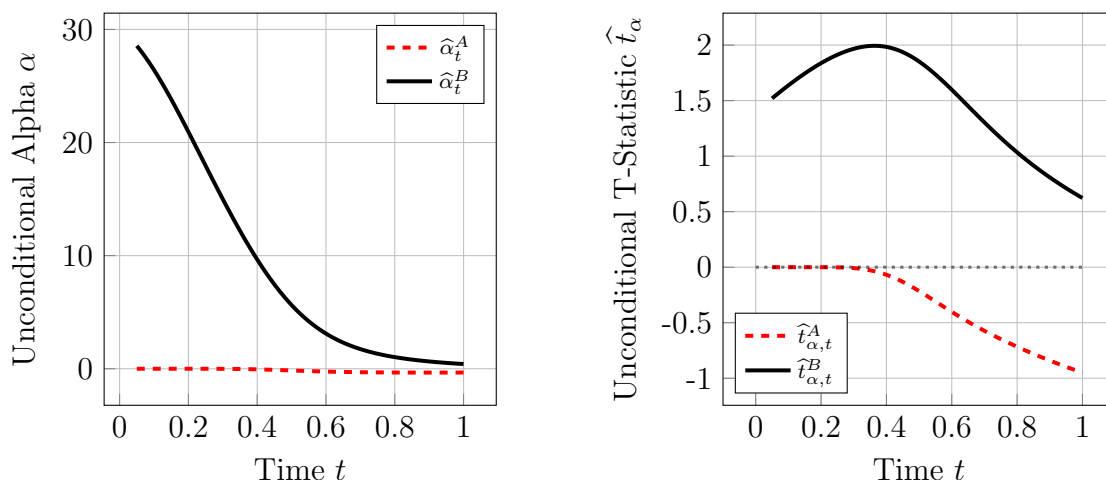 Unconditional Alpha α
30
20
10
0
0
0.2
0.4
0.6
0.8
1
Time t
α̂_t^A
α̂_t^B
Unconditional T-Statistic t̂_α
2
1.5
1
0.5
0
-0.5
-1
0
0.2
0.4
0.6
0.8
1
Time t
t̂_{α,t}^A
t̂_{α,t}^B